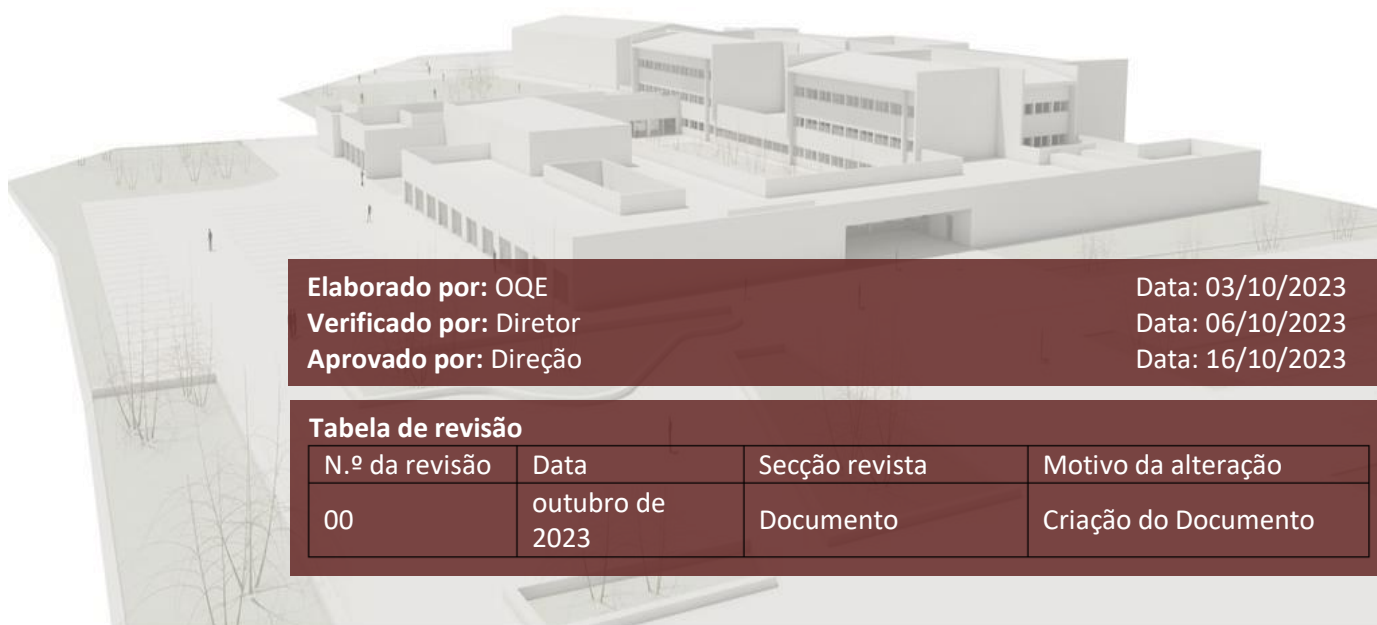 Elaborado por: OQE Data: 03/10/2023
Verificado por: Diretor Data: 06/10/2023
Aprovado por: Direção Data: 16/10/2023
Tabela de revisão
N.º da revisão Data Secção revista Motivo da alteração
00 outubro de 2023 Documento Criação do Documento